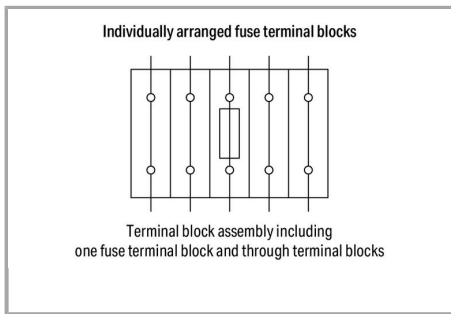 Individually arranged fuse terminal blocks
Terminal block assembly including
one fuse terminal block and through terminal blocks